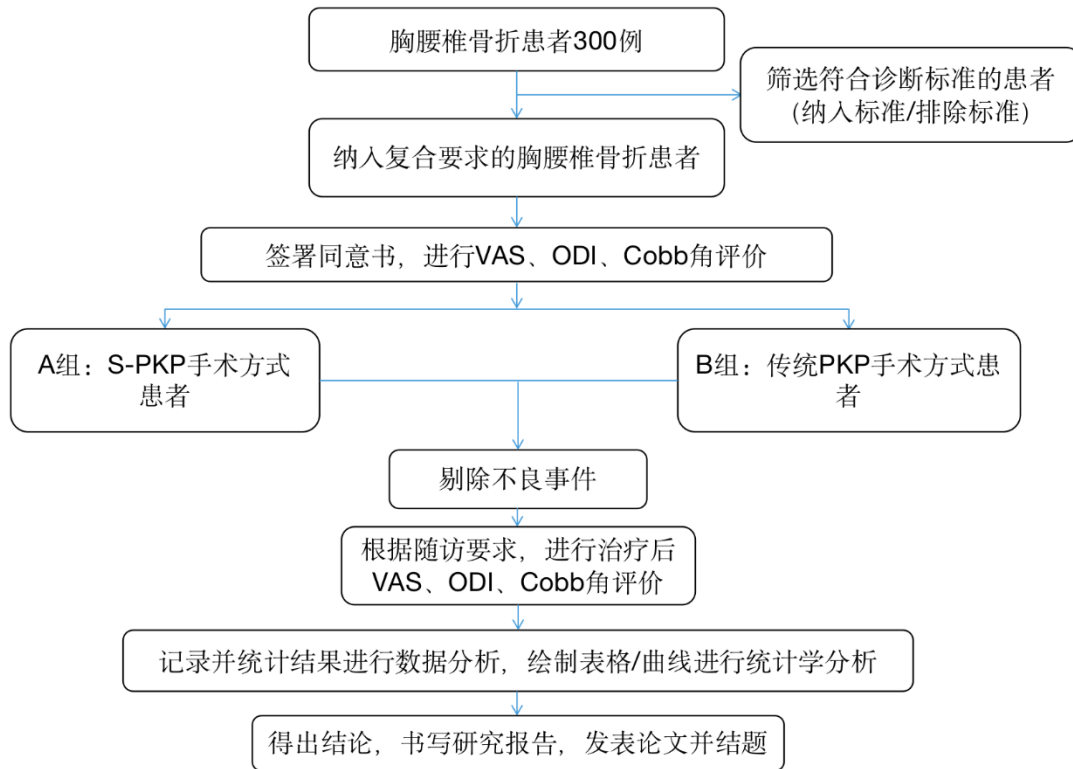 胸腰椎骨折患者300例
筛选符合诊断标准的患者
(纳入标准/排除标准)
纳入复合要求的胸腰椎骨折患者
签署同意书，进行VAS、ODI、Cobb角评价
A组：S-PKP手术方式
患者
B组：传统PKP手术方式患
者
剔除不良事件
根据随访要求，进行治疗后
VAS、ODI、Cobb角评价
记录并统计结果进行数据分析，绘制表格/曲线进行统计学分析
得出结论，书写研究报告，发表论文并结题